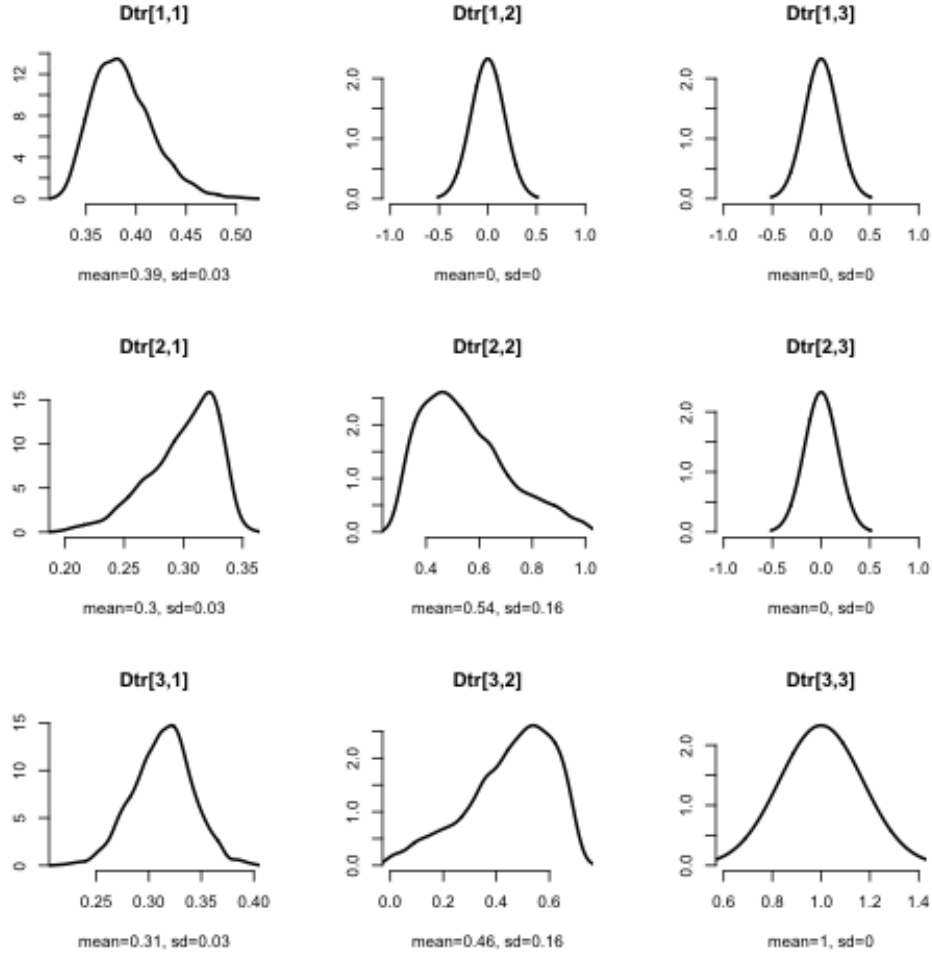 Dtr[1,1]
12
8
4
0
0.35 0.40 0.45 0.50
mean=0.39, sd=0.03
Dtr[1,2]
2.0
1.0
0.0
-1.0 -0.5 0.0 0.5 1.0
mean=0, sd=0
Dtr[1,3]
2.0
1.0
0.0
-1.0 -0.5 0.0 0.5 1.0
mean=0, sd=0
Dtr[2,1]
15
10
5
0
0.20 0.25 0.30 0.35
mean=0.3, sd=0.03
Dtr[2,2]
2.0
1.0
0.0
0.4 0.6 0.8 1.0
mean=0.54, sd=0.16
Dtr[2,3]
2.0
1.0
0.0
-1.0 -0.5 0.0 0.5 1.0
mean=0, sd=0
Dtr[3,1]
15
10
5
0
0.25 0.30 0.35 0.40
mean=0.31, sd=0.03
Dtr[3,2]
2.0
1.0
0.0
0.0 0.2 0.4 0.6
mean=0.46, sd=0.16
Dtr[3,3]
2.0
1.0
0.0
0.6 0.8 1.0 1.2 1.4
mean=1, sd=0